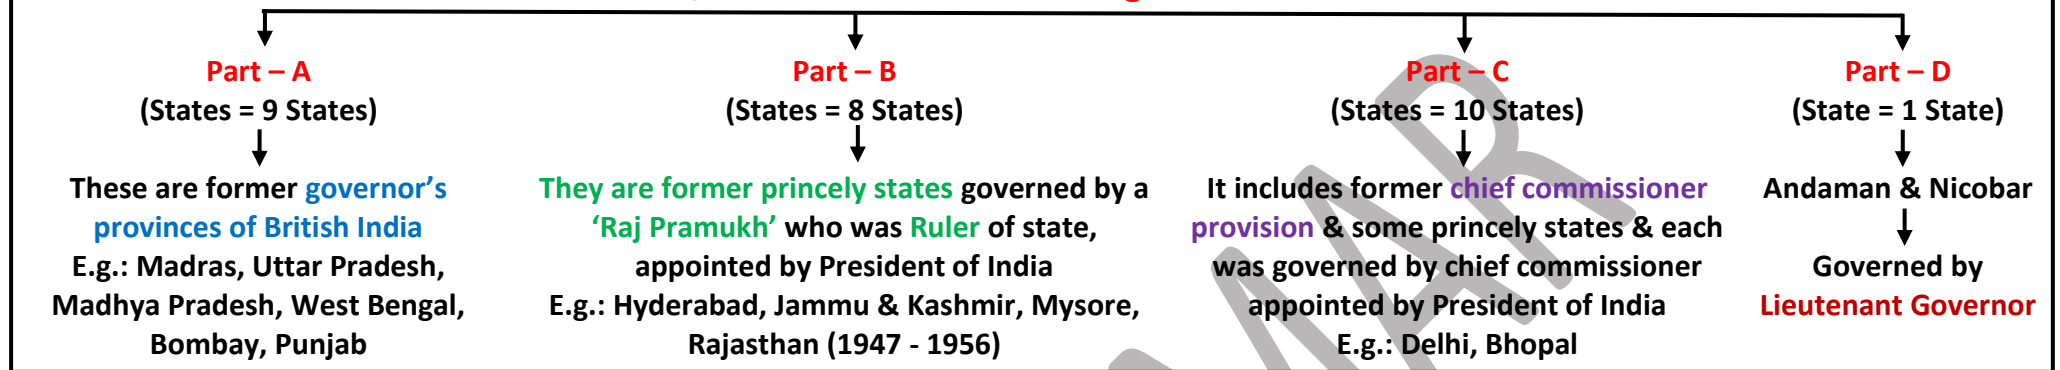 Part – A
(States = 9 States)
These are former governor’s
provinces of British India
E.g.: Madras, Uttar Pradesh,
Madhya Pradesh, West Bengal,
Bombay, Punjab
Part – B
(States = 8 States)
They are former princely states governed by a
‘Raj Pramukh’ who was Ruler of state,
appointed by President of India
E.g.: Hyderabad, Jammu & Kashmir, Mysore,
Rajasthan (1947 - 1956)
Part – C
(States = 10 States)
It includes former chief commissioner
provision & some princely states & each
was governed by chief commissioner
appointed by President of India
E.g.: Delhi, Bhopal
Part – D
(State = 1 State)
Andaman & Nicobar
Governed by
Lieutenant Governor